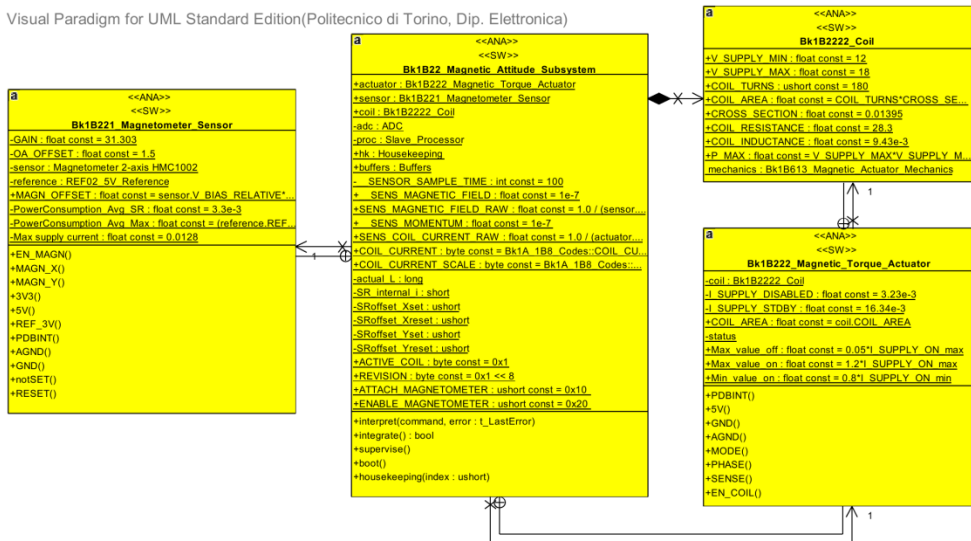 Visual Paradigm for UML Standard Edition(Politecnico di Torino, Dip. Elettronica)
a
<<ANA>>
<<SW>>
Bk1B221_Magnetometer_Sensor
-GAIN : float const = 31.303
-OA_OFFSET : float const = 1.5
-sensor : Magnetometer 2-axis HMC1002
-reference : REF02_5V_Reference
+MAGN_OFFSET : float const = sensor.V_BIAS_RELATIVE*...
-PowerConsumption_Avg_SR : float const = 3.3e-3
-PowerConsumption_Avg_Max : float const = (reference.REF...
-Max supply current : float const = 0.0128
+EN_MAGN()
+MAGN_X()
+MAGN_Y()
+3V3()
+5V()
+REF_3V()
+PDBINT()
+AGND()
+GND()
+notSET()
+RESET()
1
a
<<ANA>>
<<SW>>
Bk1B22_Magnetic_Attitude_Subsystem
+actuator : Bk1B222_Magnetic_Torque_Actuator
+sensor : Bk1B221_Magnetometer_Sensor
+coil : Bk1B2222_Coil
-adc : ADC
-proc : Slave_Processor
+hk : Housekeeping
+buffers : Buffers
-__SENSOR_SAMPLE_TIME : int const = 100
+__SENS_MAGNETIC_FIELD : float const = 1e-7
+SENS_MAGNETIC_FIELD_RAW : float const = 1.0 / (sensor....
+__SENS_MOMENTUM : float const = 1e-7
+SENS_COIL_CURRENT_RAW : float const = 1.0 / (actuator....
+COIL_CURRENT : byte const = Bk1A_1B8_Codes::COIL_CU...
+COIL_CURRENT_SCALE : byte const = Bk1A_1B8_Codes::...
-actual_L : long
-SR_internal_i : short
-SRoffset_Xset : ushort
-SRoffset_Xreset : ushort
-SRoffset_Yset : ushort
-SRoffset_Yreset : ushort
+ACTIVE_COIL : byte const = 0x1
+REVISION : byte const = 0x1 << 8
+ATTACH_MAGNETOMETER : ushort const = 0x10
+ENABLE_MAGNETOMETER : ushort const = 0x20
+interpret(command, error : t_LastError)
+integrate() : bool
+supervise()
+boot()
+housekeeping(index : ushort)
a
<<ANA>>
<<SW>>
Bk1B2222_Coil
+V_SUPPLY_MIN : float const = 12
+V_SUPPLY_MAX : float const = 18
+COIL_TURNS : ushort const = 180
+COIL_AREA : float const = COIL_TURNS*CROSS_SE...
+CROSS_SECTION : float const = 0.01395
+COIL_RESISTANCE : float const = 28.3
+COIL_INDUCTANCE : float const = 9.43e-3
+P_MAX : float const = V_SUPPLY_MAX*V_SUPPLY_M...
mechanics : Bk1B613_Magnetic_Actuator_Mechanics
1
a
<<ANA>>
<<SW>>
Bk1B222_Magnetic_Torque_Actuator
-coil : Bk1B2222_Coil
-I_SUPPLY_DISABLED : float const = 3.23e-3
-I_SUPPLY_STDBY : float const = 16.34e-3
+COIL_AREA : float const = coil.COIL_AREA
-status
+Max_value_off : float const = 0.05*I_SUPPLY_ON_max
+Max_value_on : float const = 1.2*I_SUPPLY_ON_max
+Min_value_on : float const = 0.8*I_SUPPLY_ON_min
+PDBINT()
+5V()
+GND()
+AGND()
+MODE()
+PHASE()
+SENSE()
+EN_COIL()
1